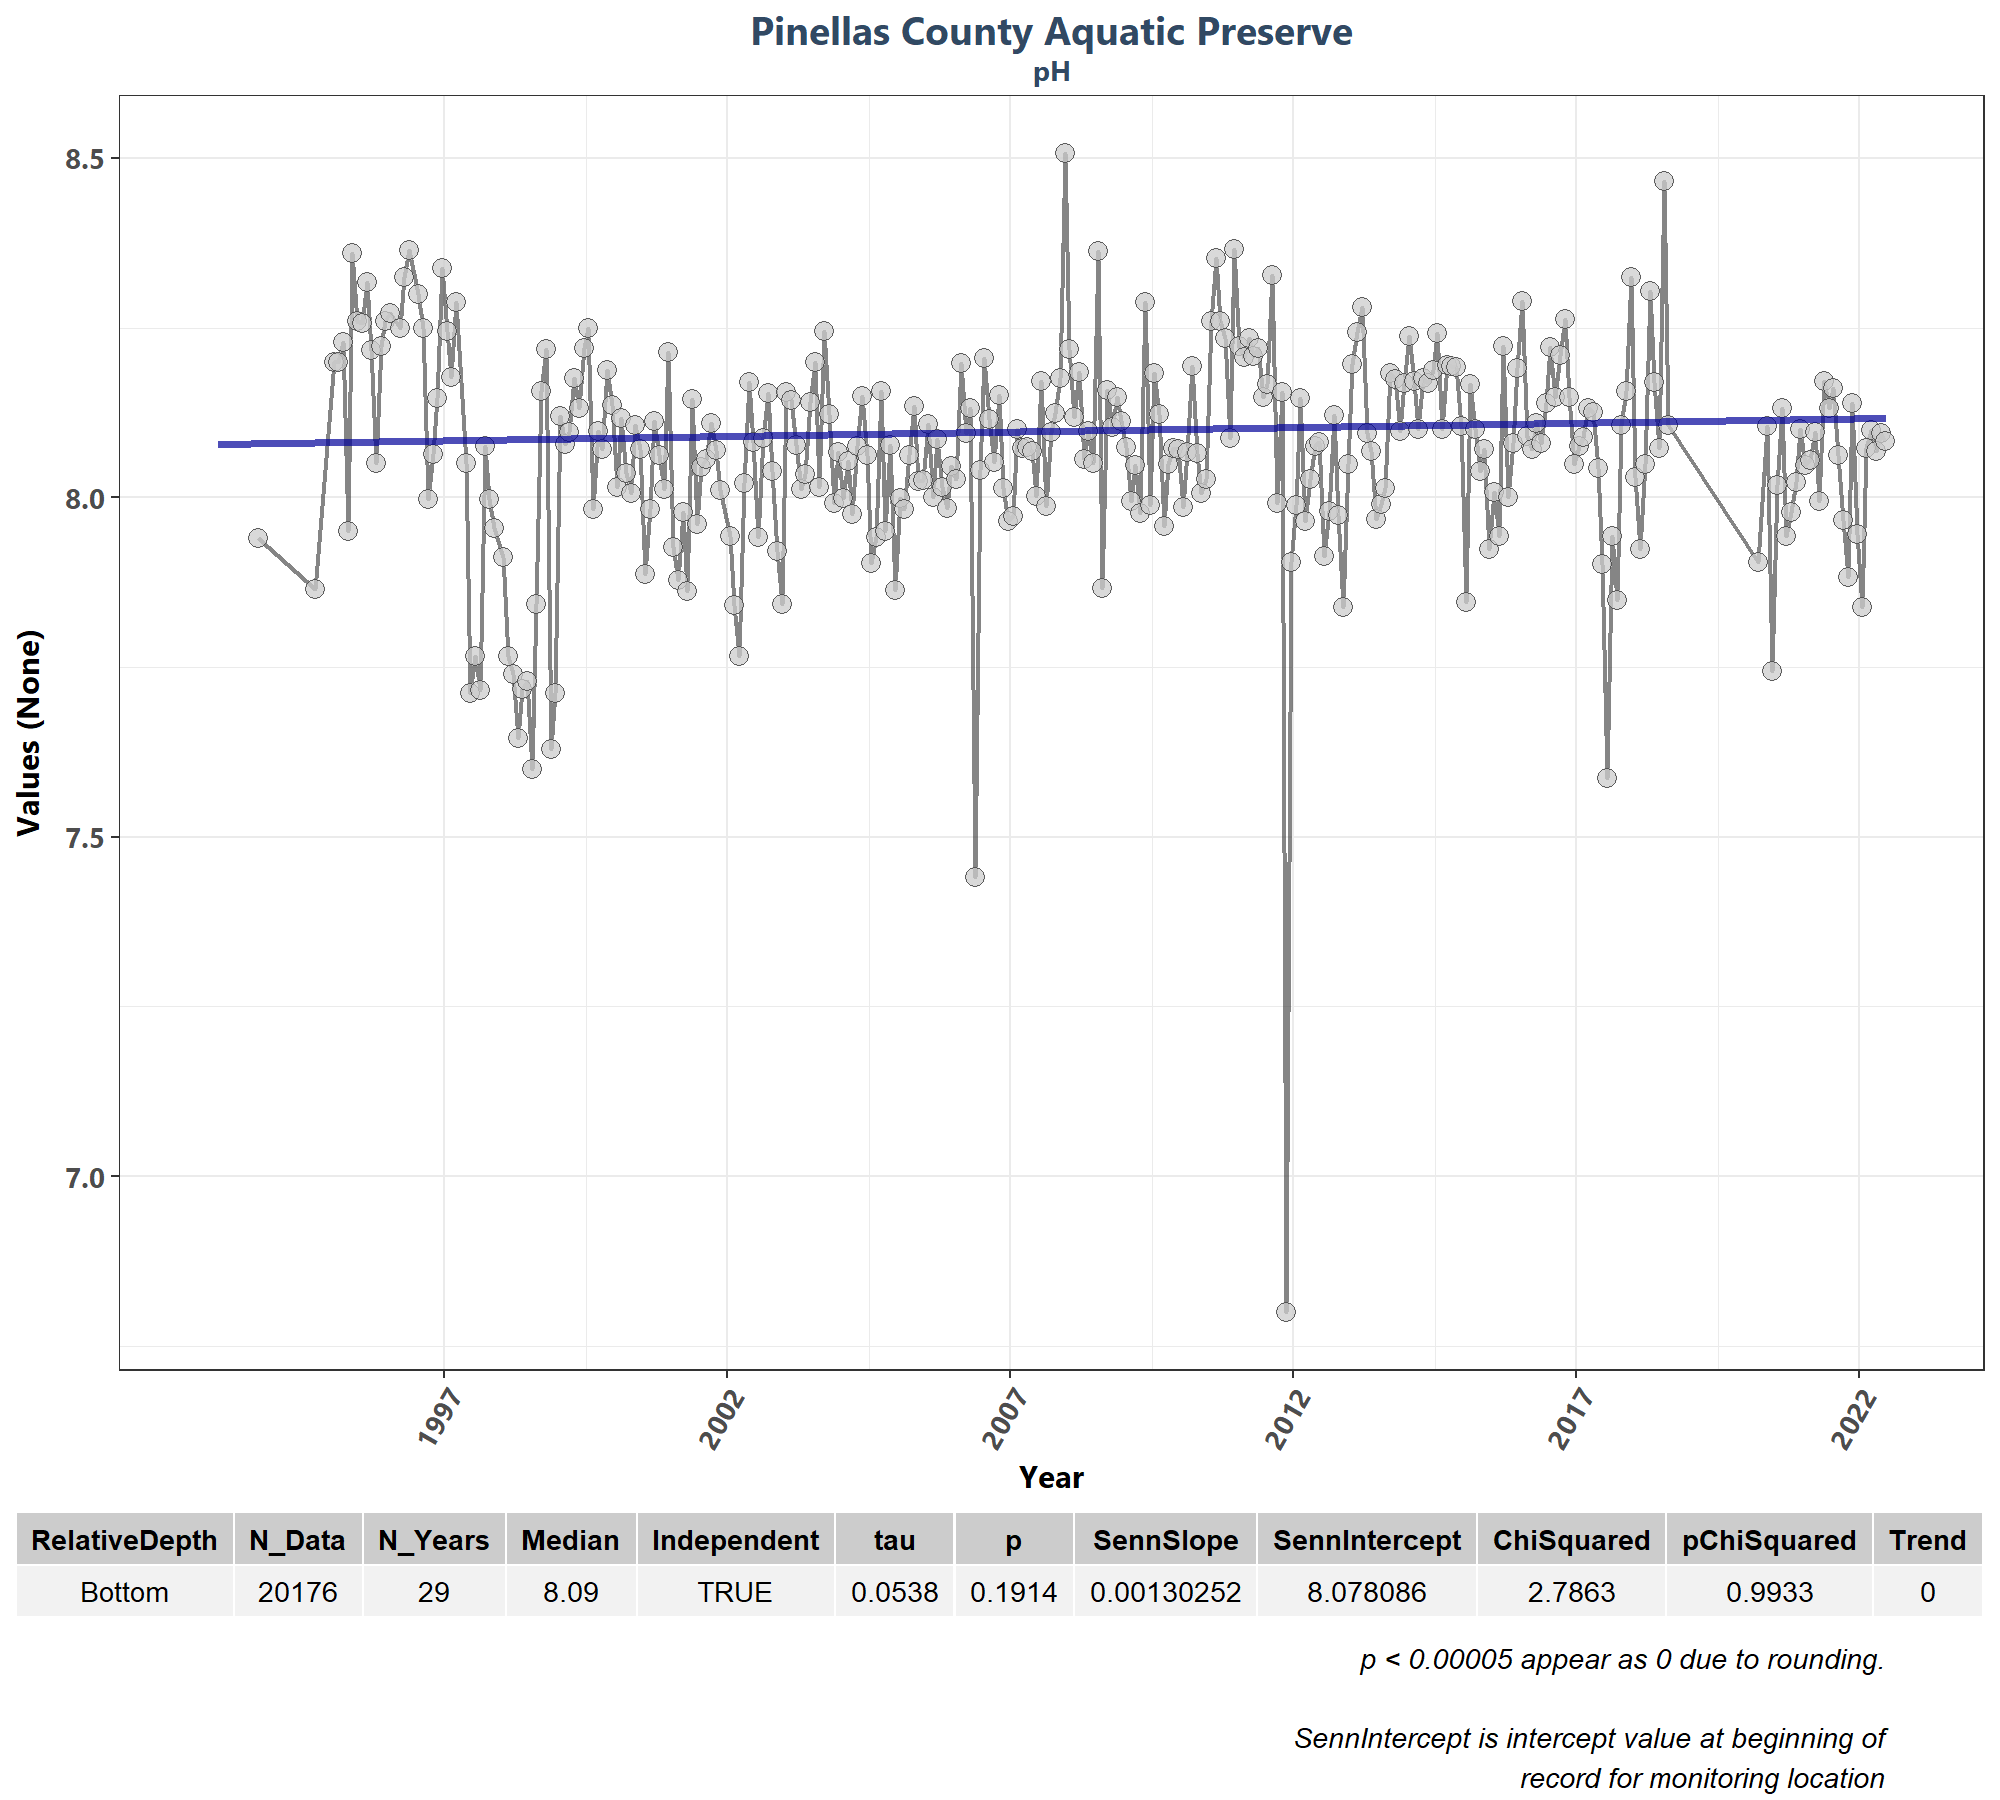 Pinellas County Aquatic Preserve
pH
8.5
8.0
7.5
7.0
Values (None)
1997
2002
2007
2012
2017
2022
Year
RelativeDepth N_Data N_Years Median Independent tau p SennSlope SennIntercept ChiSquared pChiSquared Trend
Bottom 20176 29 8.09 TRUE 0.0538 0.1914 0.00130252 8.078086 2.7863 0.9933 0
p < 0.00005 appear as 0 due to rounding.
SennIntercept is intercept value at beginning of
record for monitoring location